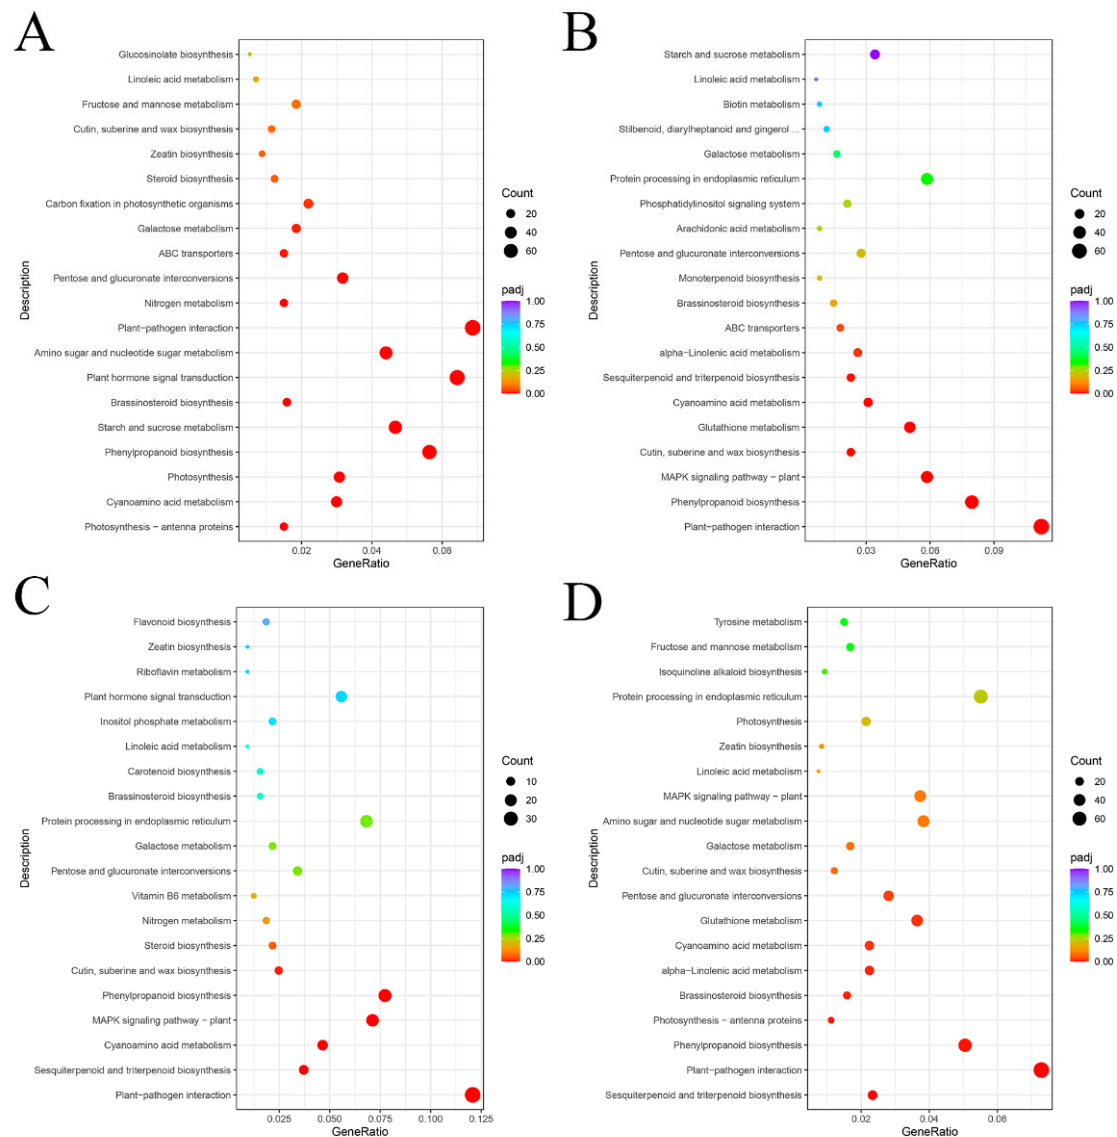 A
Glucosinolate biosynthesis
Linoleic acid metabolism
Fructose and mannose metabolism
Cutin, suberine and wax biosynthesis
Zeatin biosynthesis
Steroid biosynthesis
Carbon fixation in photosynthetic organisms
Galactose metabolism
ABC transporters
Pentose and glucuronate interconversions
Nitrogen metabolism
Plant−pathogen interaction
Amino sugar and nucleotide sugar metabolism
Plant hormone signal transduction
Brassinosteroid biosynthesis
Starch and sucrose metabolism
Phenylpropanoid biosynthesis
Photosynthesis
Cyanoamino acid metabolism
Photosynthesis − antenna proteins
Description
0.02 0.04 0.06
GeneRatio
Count
20
40
60
padj
1.00
0.75
0.50
0.25
0.00
B
Starch and sucrose metabolism
Linoleic acid metabolism
Biotin metabolism
Stilbenoid, diarylheptanoid and gingerol ...
Galactose metabolism
Protein processing in endoplasmic reticulum
Phosphatidylinositol signaling system
Arachidonic acid metabolism
Pentose and glucuronate interconversions
Monoterpenoid biosynthesis
Brassinosteroid biosynthesis
ABC transporters
alpha−Linolenic acid metabolism
Sesquiterpenoid and triterpenoid biosynthesis
Cyanoamino acid metabolism
Glutathione metabolism
Cutin, suberine and wax biosynthesis
MAPK signaling pathway − plant
Phenylpropanoid biosynthesis
Plant−pathogen interaction
Description
0.03 0.06 0.09
GeneRatio
Count
20
40
60
padj
1.00
0.75
0.50
0.25
0.00
C
Flavonoid biosynthesis
Zeatin biosynthesis
Riboflavin metabolism
Plant hormone signal transduction
Inositol phosphate metabolism
Linoleic acid metabolism
Carotenoid biosynthesis
Brassinosteroid biosynthesis
Protein processing in endoplasmic reticulum
Galactose metabolism
Pentose and glucuronate interconversions
Vitamin B6 metabolism
Nitrogen metabolism
Steroid biosynthesis
Cutin, suberine and wax biosynthesis
Phenylpropanoid biosynthesis
MAPK signaling pathway − plant
Cyanoamino acid metabolism
Sesquiterpenoid and triterpenoid biosynthesis
Plant−pathogen interaction
Description
0.025 0.050 0.075 0.100 0.125
GeneRatio
Count
10
20
30
padj
1.00
0.75
0.50
0.25
0.00
D
Tyrosine metabolism
Fructose and mannose metabolism
Isoquinoline alkaloid biosynthesis
Protein processing in endoplasmic reticulum
Photosynthesis
Zeatin biosynthesis
Linoleic acid metabolism
MAPK signaling pathway − plant
Amino sugar and nucleotide sugar metabolism
Galactose metabolism
Cutin, suberine and wax biosynthesis
Pentose and glucuronate interconversions
Glutathione metabolism
Cyanoamino acid metabolism
alpha−Linolenic acid metabolism
Brassinosteroid biosynthesis
Photosynthesis − antenna proteins
Phenylpropanoid biosynthesis
Plant−pathogen interaction
Sesquiterpenoid and triterpenoid biosynthesis
Description
0.02 0.04 0.06
GeneRatio
Count
20
40
60
padj
1.00
0.75
0.50
0.25
0.00